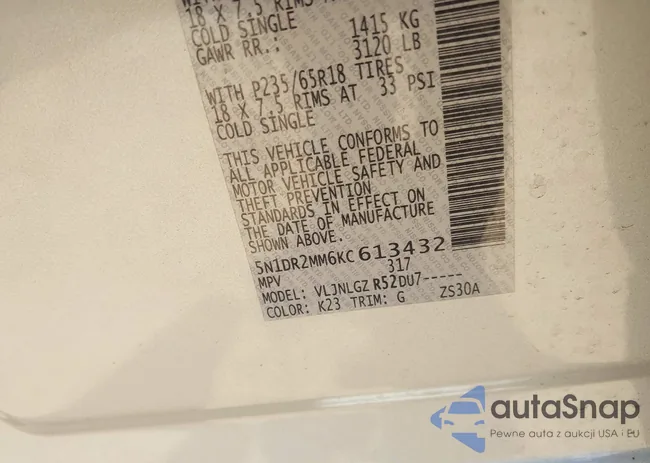 18 X 7.5 RIMS
COLD SINGLE
GAWR RR.: 1415 KG
3120 LB
WITH P235/65R18 TIRES
18 X 7.5 RIMS AT 33 PSI
COLD SINGLE
THIS VEHICLE CONFORMS TO
ALL APPLICABLE FEDERAL
MOTOR VEHICLE SAFETY AND
THEFT PREVENTION
STANDARDS IN EFFECT ON
THE DATE OF MANUFACTURE
SHOWN ABOVE.
5N1DR2MM6KC613432
MPV 317
MODEL: VLJNLGZ R52DU7-----
COLOR: K23 TRIM: G ZS30A
autaSnap
Pewne auta z aukcji USA i EU